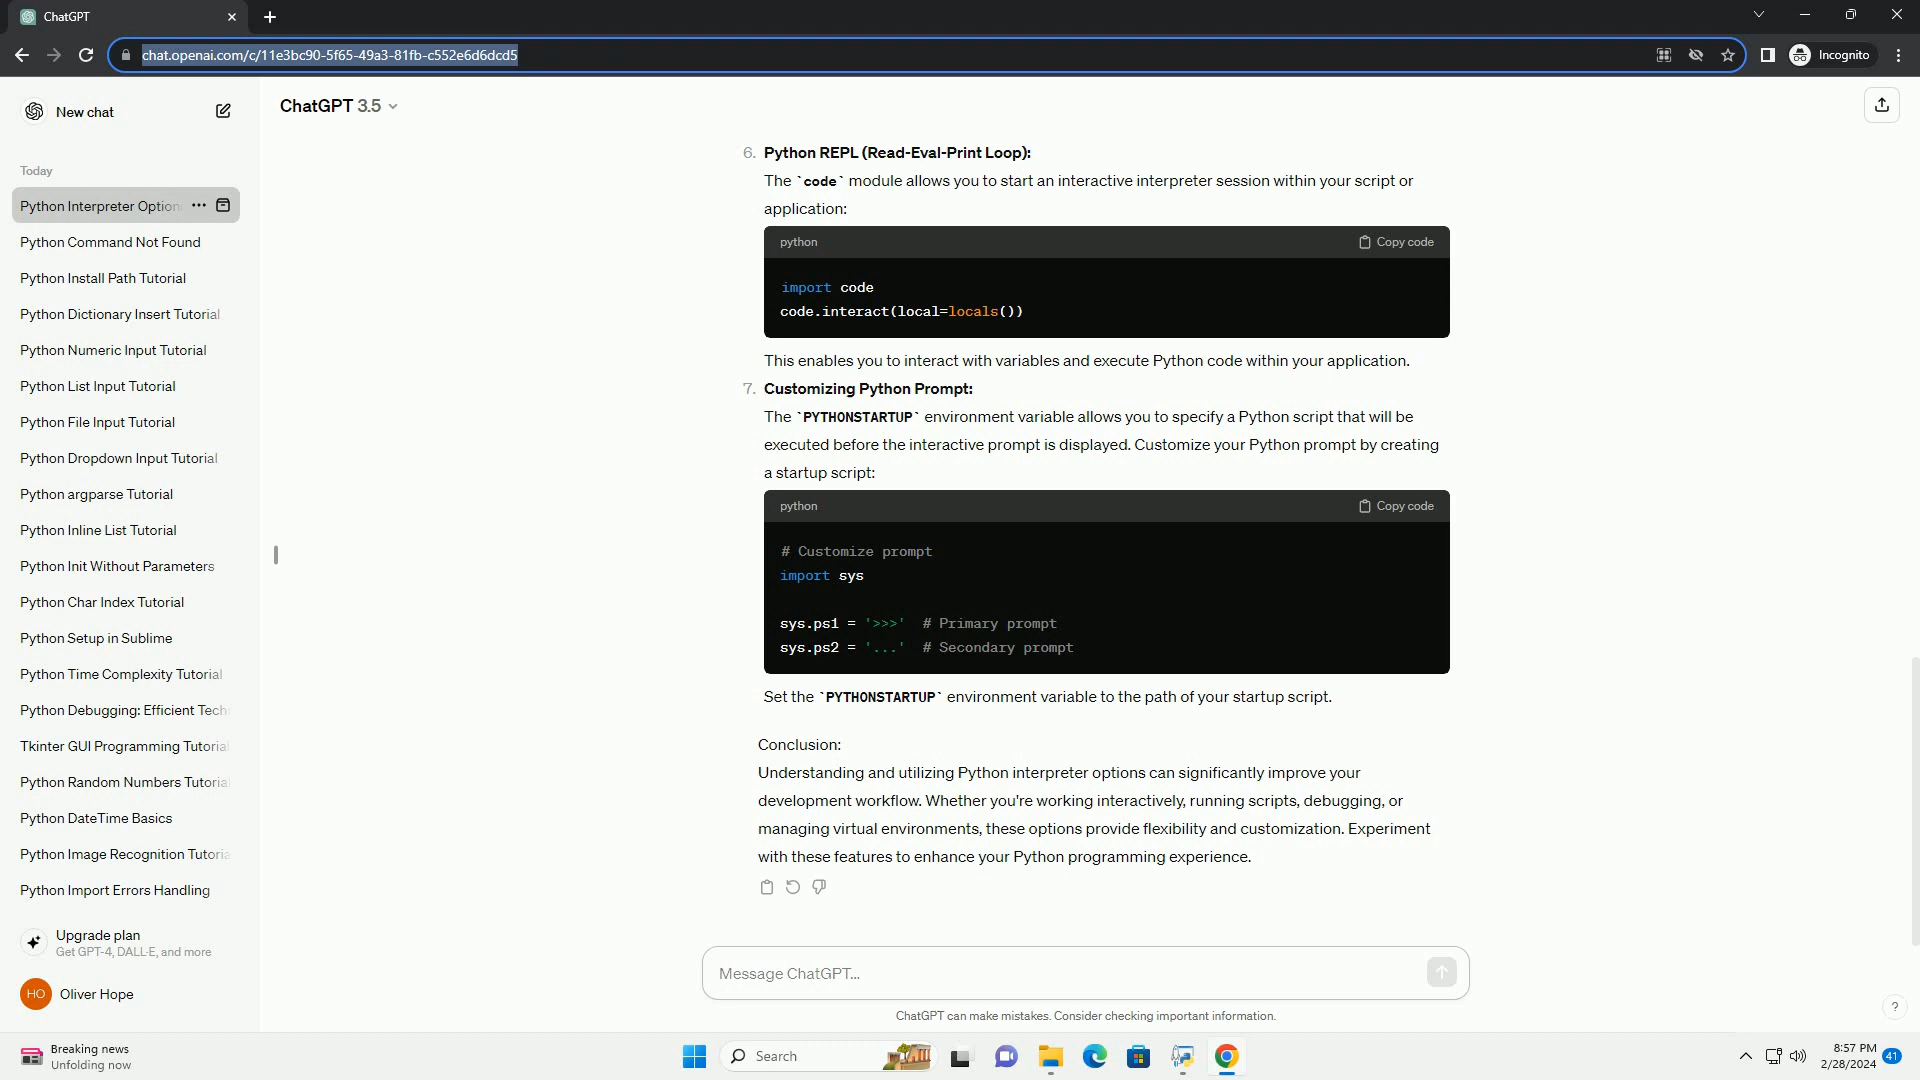 ChatGPT
chat.openai.com/c/11e3bc90-5f65-49a3-81fb-c552e6d6dcd5
Incognito
New chat
ChatGPT 3.5
Today
Python Interpreter Option
Python Command Not Found
Python Install Path Tutorial
Python Dictionary Insert Tutorial
Python Numeric Input Tutorial
Python List Input Tutorial
Python File Input Tutorial
Python Dropdown Input Tutorial
Python argparse Tutorial
Python Inline List Tutorial
Python Init Without Parameters
Python Char Index Tutorial
Python Setup in Sublime
Python Time Complexity Tutorial
Python Debugging: Efficient Tech
Tkinter GUI Programming Tutorial
Python Random Numbers Tutoria
Python DateTime Basics
Python Image Recognition Tutoria
Python Import Errors Handling
Upgrade plan
Get GPT-4, DALL·E, and more
HO
Oliver Hope
6. Python REPL (Read-Eval-Print Loop):
The `code` module allows you to start an interactive interpreter session within your script or
application:
python
Copy code
import code
code.interact(local=locals())
This enables you to interact with variables and execute Python code within your application.
7. Customizing Python Prompt:
The `PYTHONSTARTUP` environment variable allows you to specify a Python script that will be
executed before the interactive prompt is displayed. Customize your Python prompt by creating
a startup script:
python
Copy code
# Customize prompt
import sys
sys.ps1 = '>>>'  # Primary prompt
sys.ps2 = '...'  # Secondary prompt
Set the `PYTHONSTARTUP` environment variable to the path of your startup script.
Conclusion:
Understanding and utilizing Python interpreter options can significantly improve your
development workflow. Whether you're working interactively, running scripts, debugging, or
managing virtual environments, these options provide flexibility and customization. Experiment
with these features to enhance your Python programming experience.
Message ChatGPT...
ChatGPT can make mistakes. Consider checking important information.
?
Breaking news
Unfolding now
Search
8:57 PM
2/28/2024
41